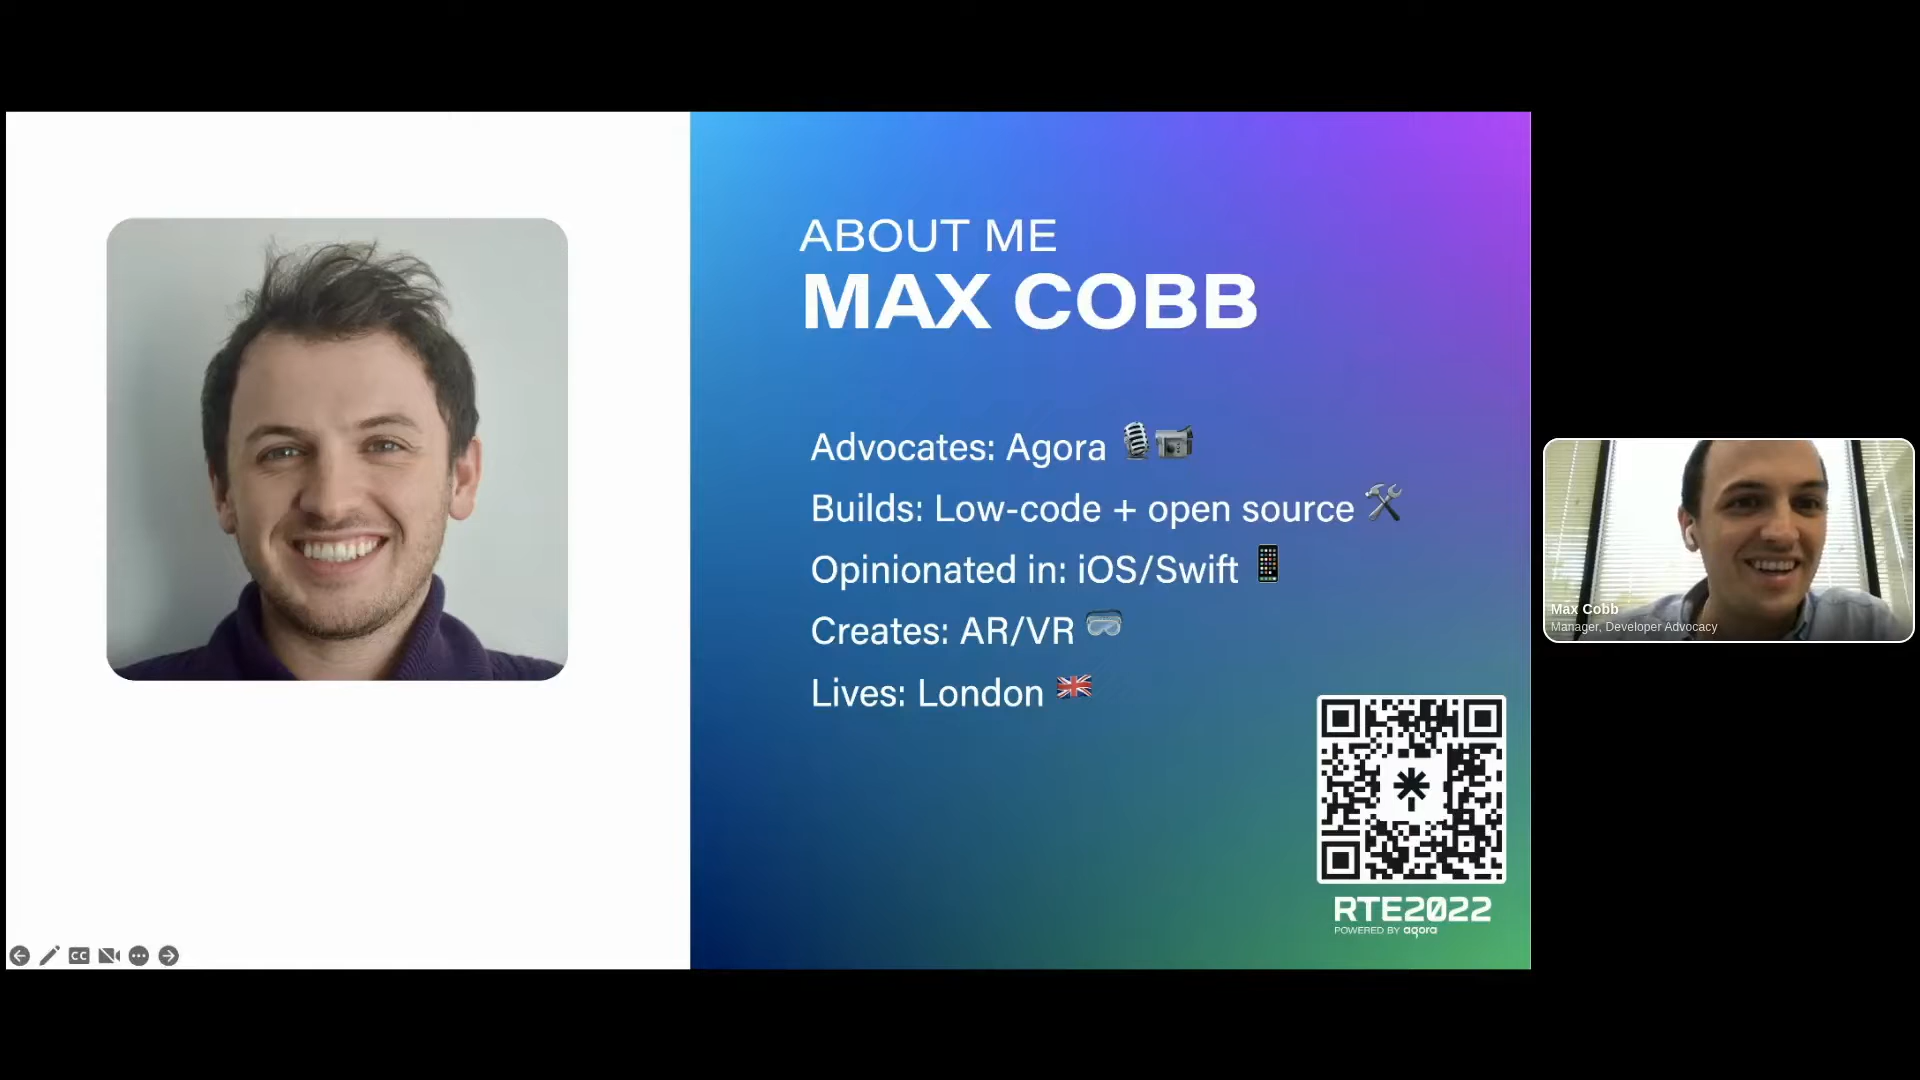 ABOUT ME
MAX COBB
Advocates: Agora 🎙📹
Builds: Low-code + open source 🛠
Opinionated in: iOS/Swift 📱
Creates: AR/VR 🥽
Lives: London 🇬🇧
RTE2022
POWERED BY agora
CC
Max Cobb
Manager, Developer Advocacy